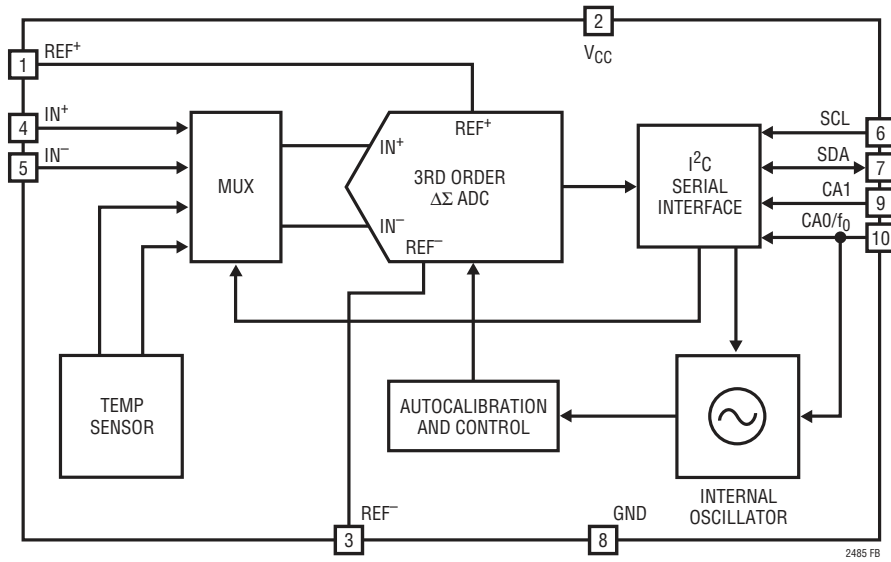 2
V_CC
1
REF⁺
4
IN⁺
5
IN⁻
MUX
REF⁺
IN⁺
3RD ORDER
ΔΣ ADC
IN⁻
REF⁻
I²C
SERIAL
INTERFACE
SCL
6
SDA
7
CA1
9
CA0/f₀
10
TEMP
SENSOR
AUTOCALIBRATION
AND CONTROL
INTERNAL
OSCILLATOR
REF⁻
3
GND
8
2485 FB